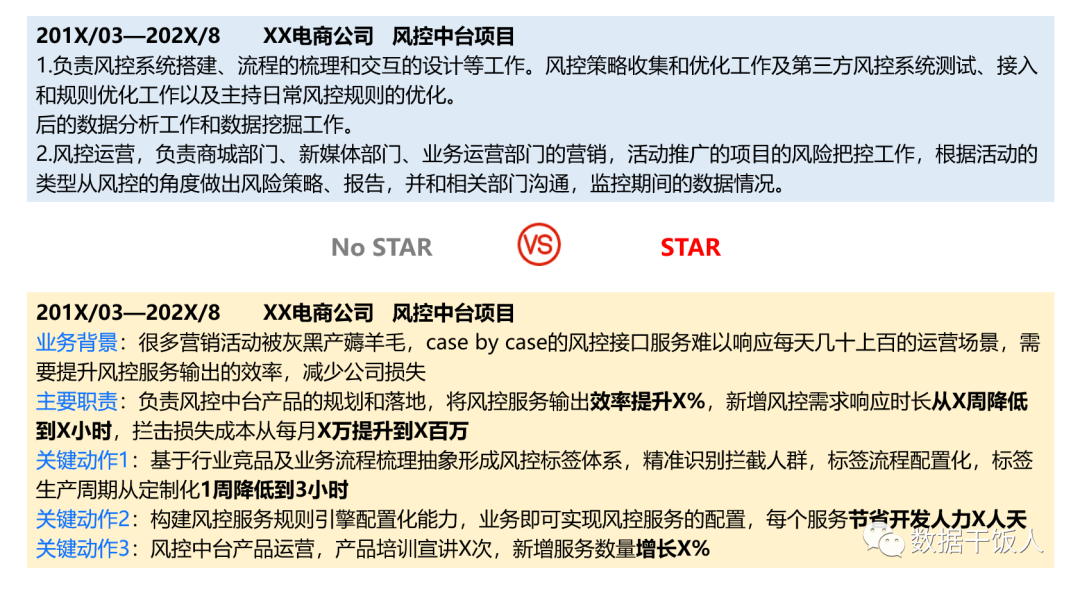 201X/03—202X/8 XX电商公司 风控中台项目
1.负责风控系统搭建、流程的梳理和交互的设计等工作。风控策略收集和优化工作及第三方风控系统测试、接入
和规则优化工作以及主持日常风控规则的优化。
后的数据分析工作和数据挖掘工作。
2.风控运营，负责商城部门、新媒体部门、业务运营部门的营销，活动推广的项目的风险把控工作，根据活动的
类型从风控的角度做出风险策略、报告，并和相关部门沟通，监控期间的数据情况。
No STAR VS STAR
201X/03—202X/8 XX电商公司 风控中台项目
业务背景：很多营销活动被灰黑产薅羊毛，case by case的风控接口服务难以响应每天几十上百的运营场景，需
要提升风控服务输出的效率，减少公司损失
主要职责：负责风控中台产品的规划和落地，将风控服务输出效率提升X%，新增风控需求响应时长从X周降低
到X小时，拦击损失成本从每月X万提升到X百万
关键动作1：基于行业竞品及业务流程梳理抽象形成风控标签体系，精准识别拦截人群，标签流程配置化，标签
生产周期从定制化1周降低到3小时
关键动作2：构建风控服务规则引擎配置化能力，业务即可实现风控服务的配置，每个服务节省开发人力X人天
关键动作3：风控中台产品运营，产品培训宣讲X次，新增服务数量增长X%
数据干饭人